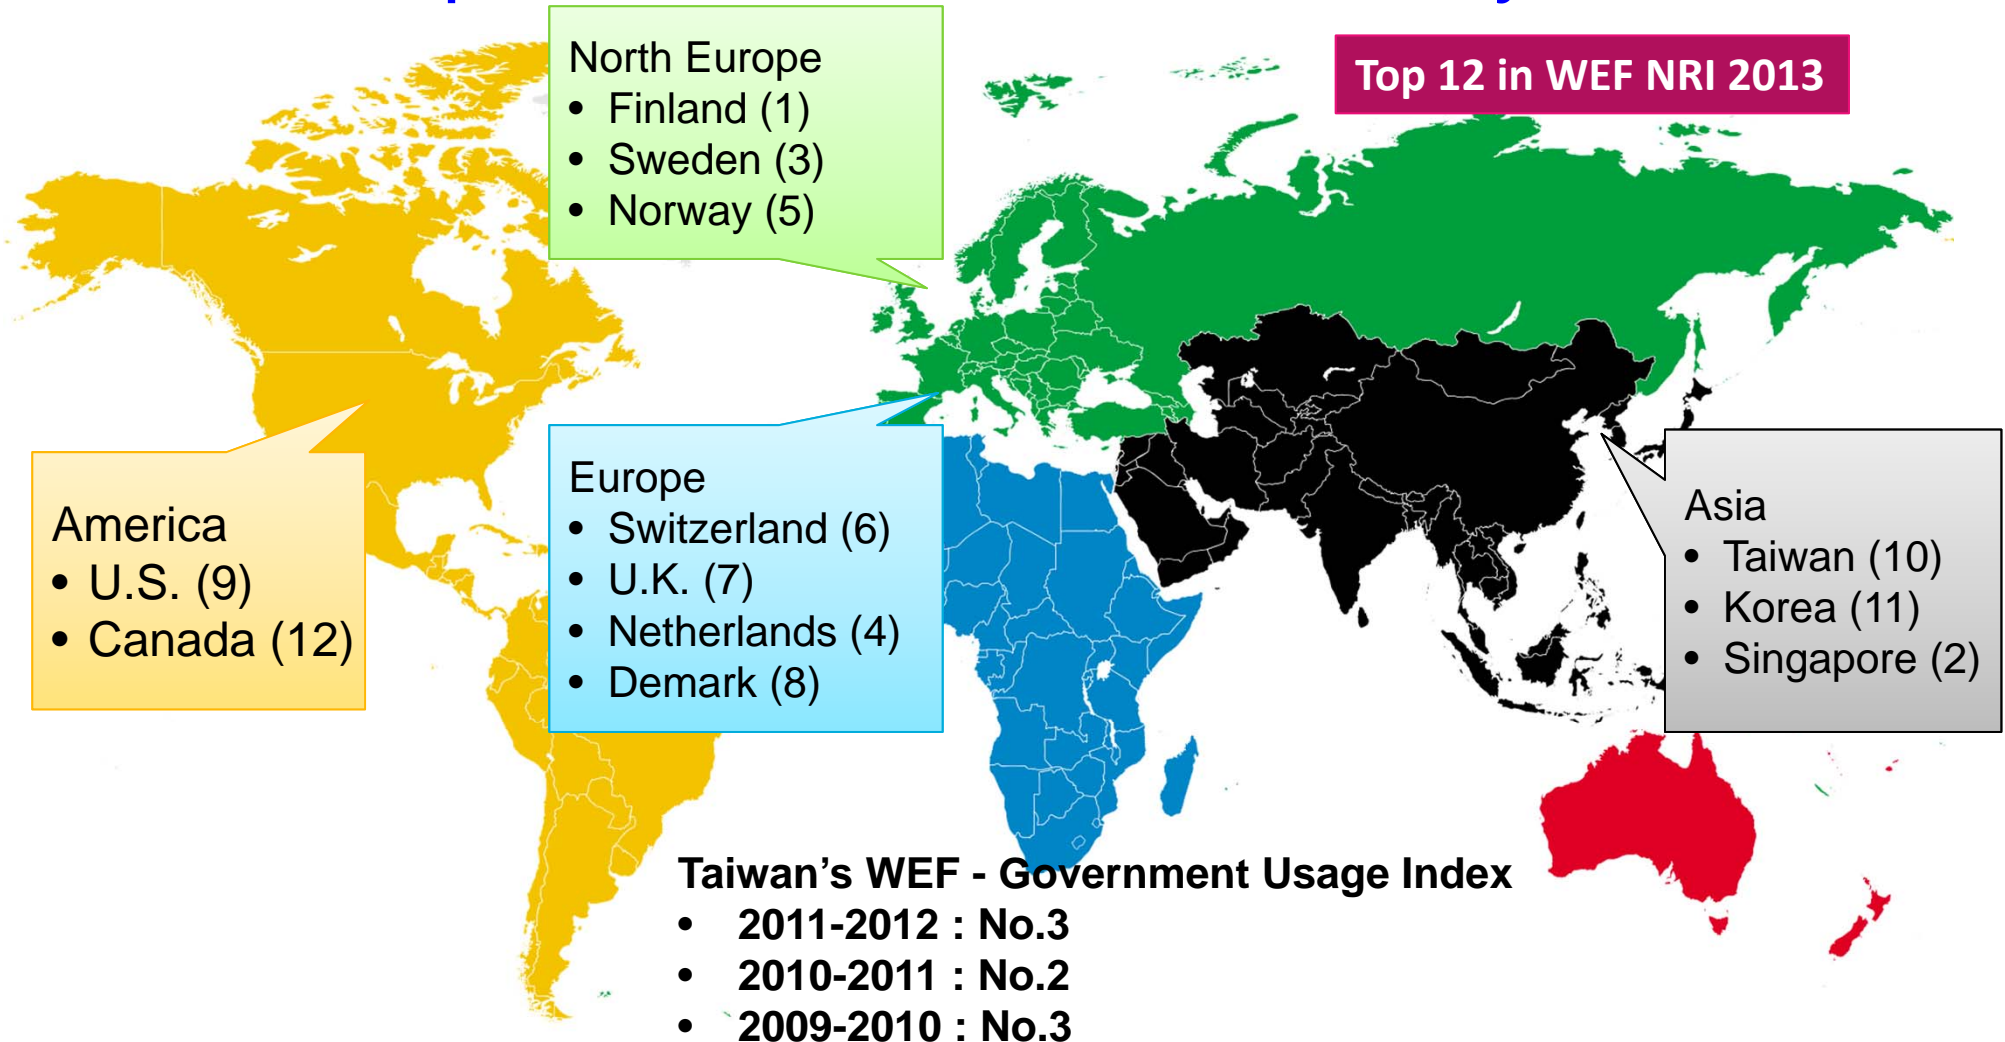 North Europe
• Finland (1)
• Sweden (3)
• Norway (5)
Top 12 in WEF NRI 2013
America
• U.S. (9)
• Canada (12)
Europe
• Switzerland (6)
• U.K. (7)
• Netherlands (4)
• Demark (8)
Asia
• Taiwan (10)
• Korea (11)
• Singapore (2)
Taiwan’s WEF - Government Usage Index
• 2011-2012 : No.3
• 2010-2011 : No.2
• 2009-2010 : No.3